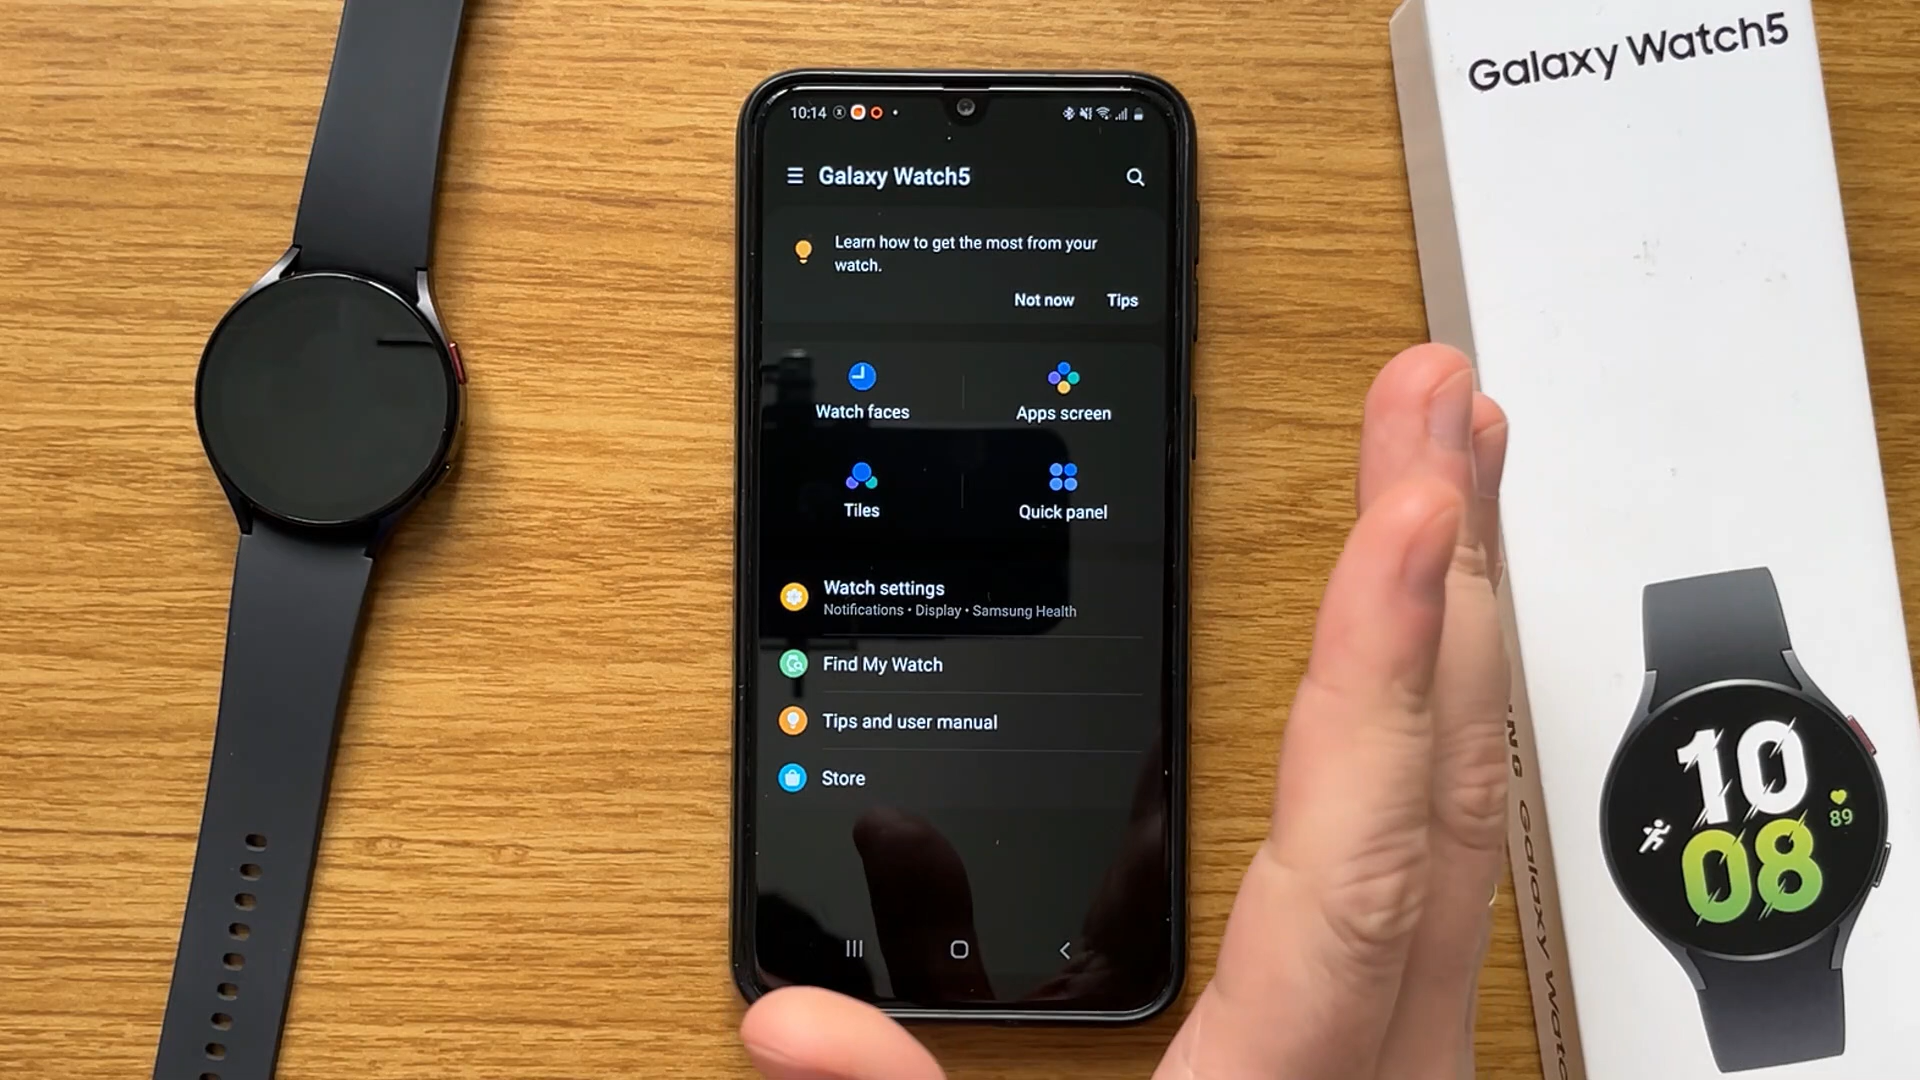 Galaxy Watch5
10:14
Galaxy Watch5
Learn how to get the most from your
watch.
Not now Tips
Watch faces Apps screen
Tiles Quick panel
Watch settings
Notifications • Display • Samsung Health
Find My Watch
Tips and user manual
Store
10
08
89
Galaxy Watc